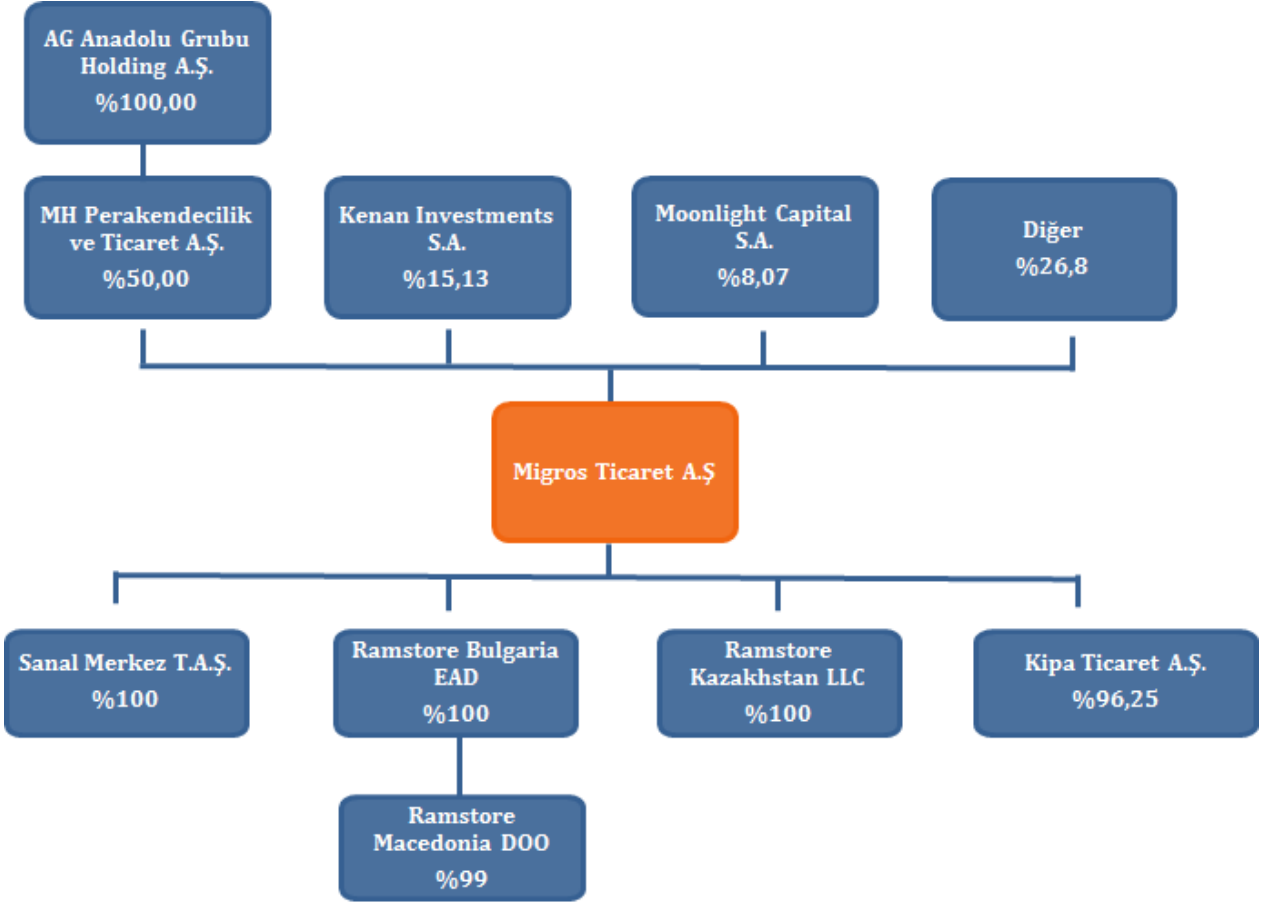 AG Anadolu Grubu
Holding A.Ş.
%100,00
MH Perakendecilik
ve Ticaret A.Ş.
%50,00
Kenan Investments
S.A.
%15,13
Moonlight Capital
S.A.
%8,07
Diğer
%26,8
Migros Ticaret A.Ş
Sanal Merkez T.A.Ş.
%100
Ramstore Bulgaria
EAD
%100
Ramstore
Kazakhstan LLC
%100
Kipa Ticaret A.Ş.
%96,25
Ramstore
Macedonia DOO
%99